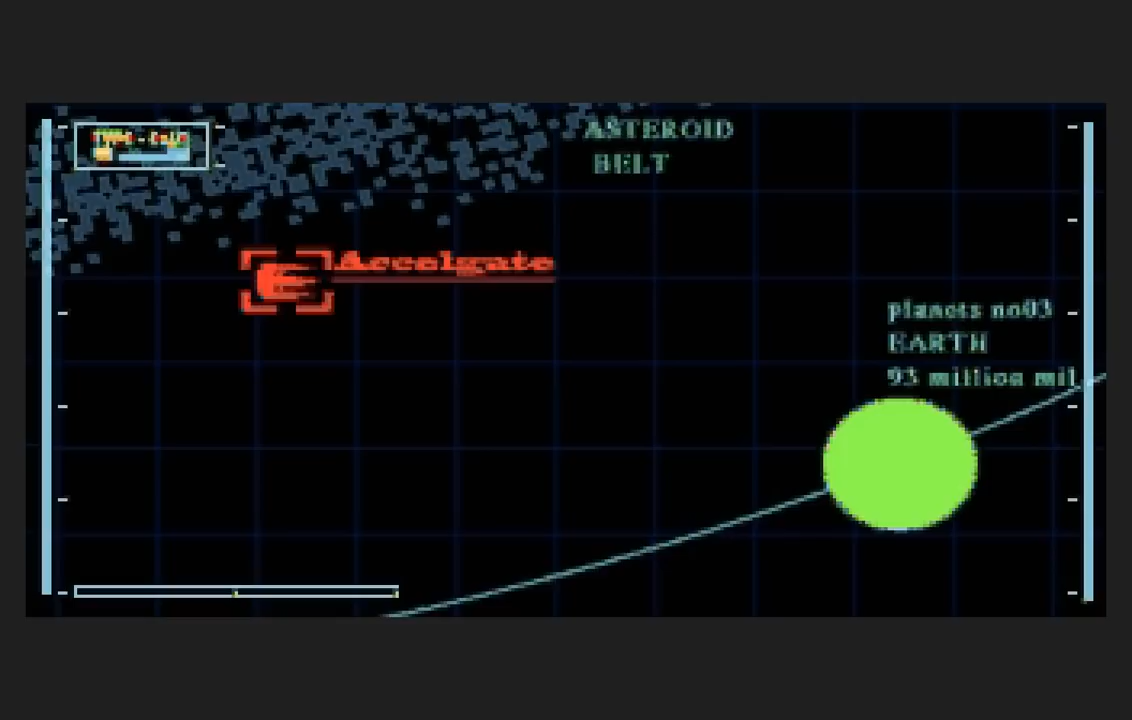 ASTEROID
BELT
Accelgate
planets no03
EARTH
93 million mil